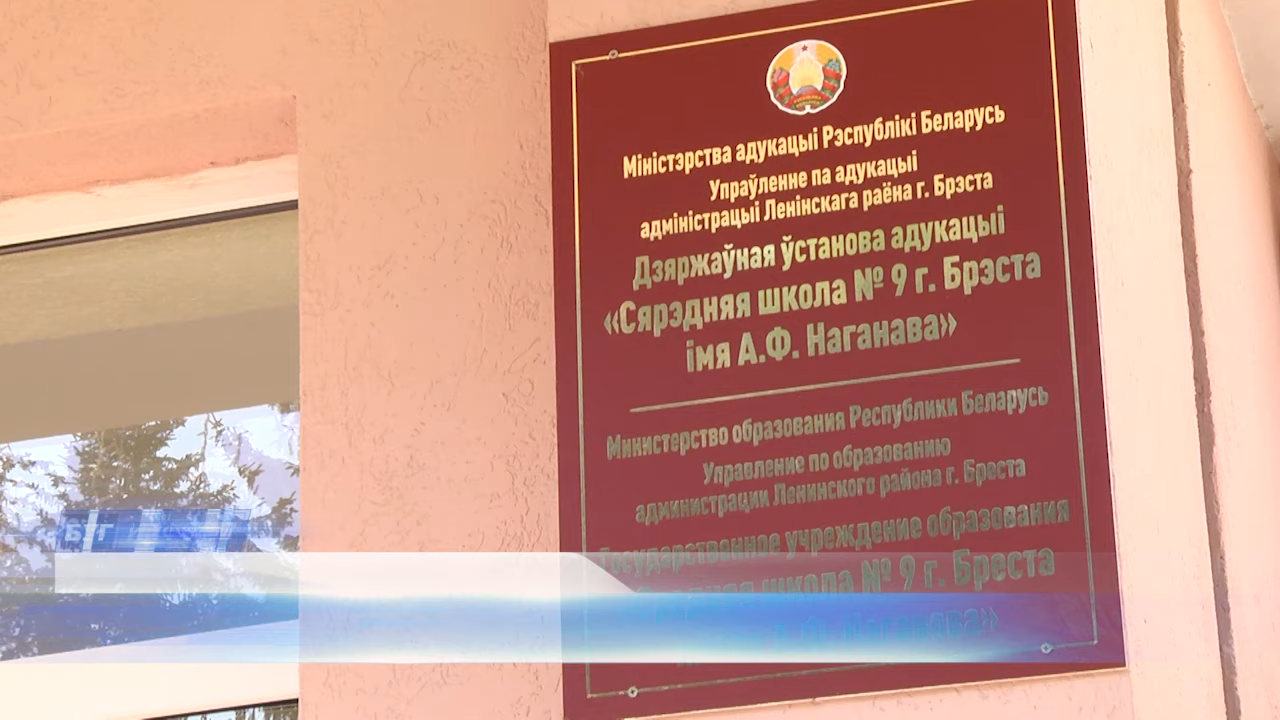 Міністэрства адукацыі Рэспублікі Беларусь
Упраўленне па адукацыі
адміністрацыі Ленінскага раёна г. Брэста
Дзяржаўная ўстанова адукацыі
«Сярэдняя школа № 9 г. Брэста
імя А.Ф. Наганава»
Министерство образования Республики Беларусь
Управление по образованию
администрации Ленинского района г. Бреста
Государственное учреждение образования
школа № 9 г. Бреста
А.Ф. Наганова»